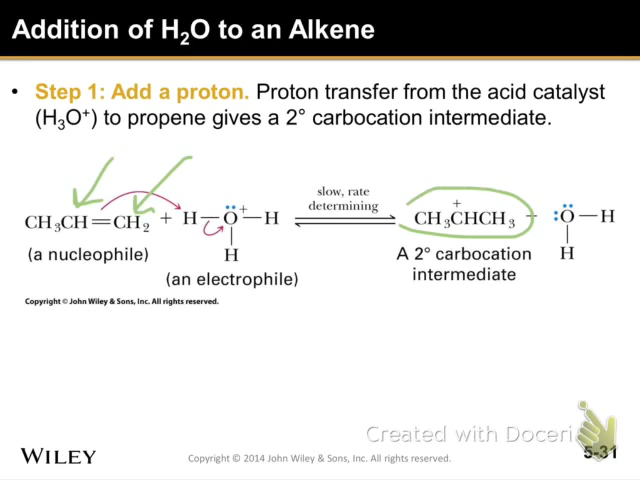 Addition of H₂O to an Alkene
• Step 1: Add a proton. Proton transfer from the acid catalyst
(H₃O⁺) to propene gives a 2° carbocation intermediate.
slow, rate
determining
CH₃CH=CH₂ + H—Ö⁺—H CH₃C⁺HCH₃ + :Ö—H
H H
(a nucleophile)
(an electrophile)
A 2° carbocation
intermediate
Copyright © John Wiley & Sons, Inc. All rights reserved.
Created with Doceri
WILEY
Copyright © 2014 John Wiley & Sons, Inc. All rights reserved.
5-31